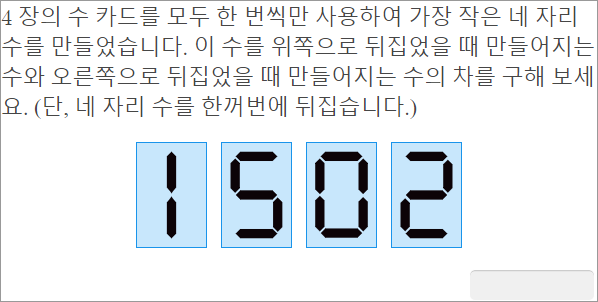 4 장의 수 카드를 모두 한 번씩만 사용하여 가장 작은 네 자리
수를 만들었습니다. 이 수를 위쪽으로 뒤집었을 때 만들어지는
수와 오른쪽으로 뒤집었을 때 만들어지는 수의 차를 구해 보세
요. (단, 네 자리 수를 한꺼번에 뒤집습니다.)
1 5 0 2